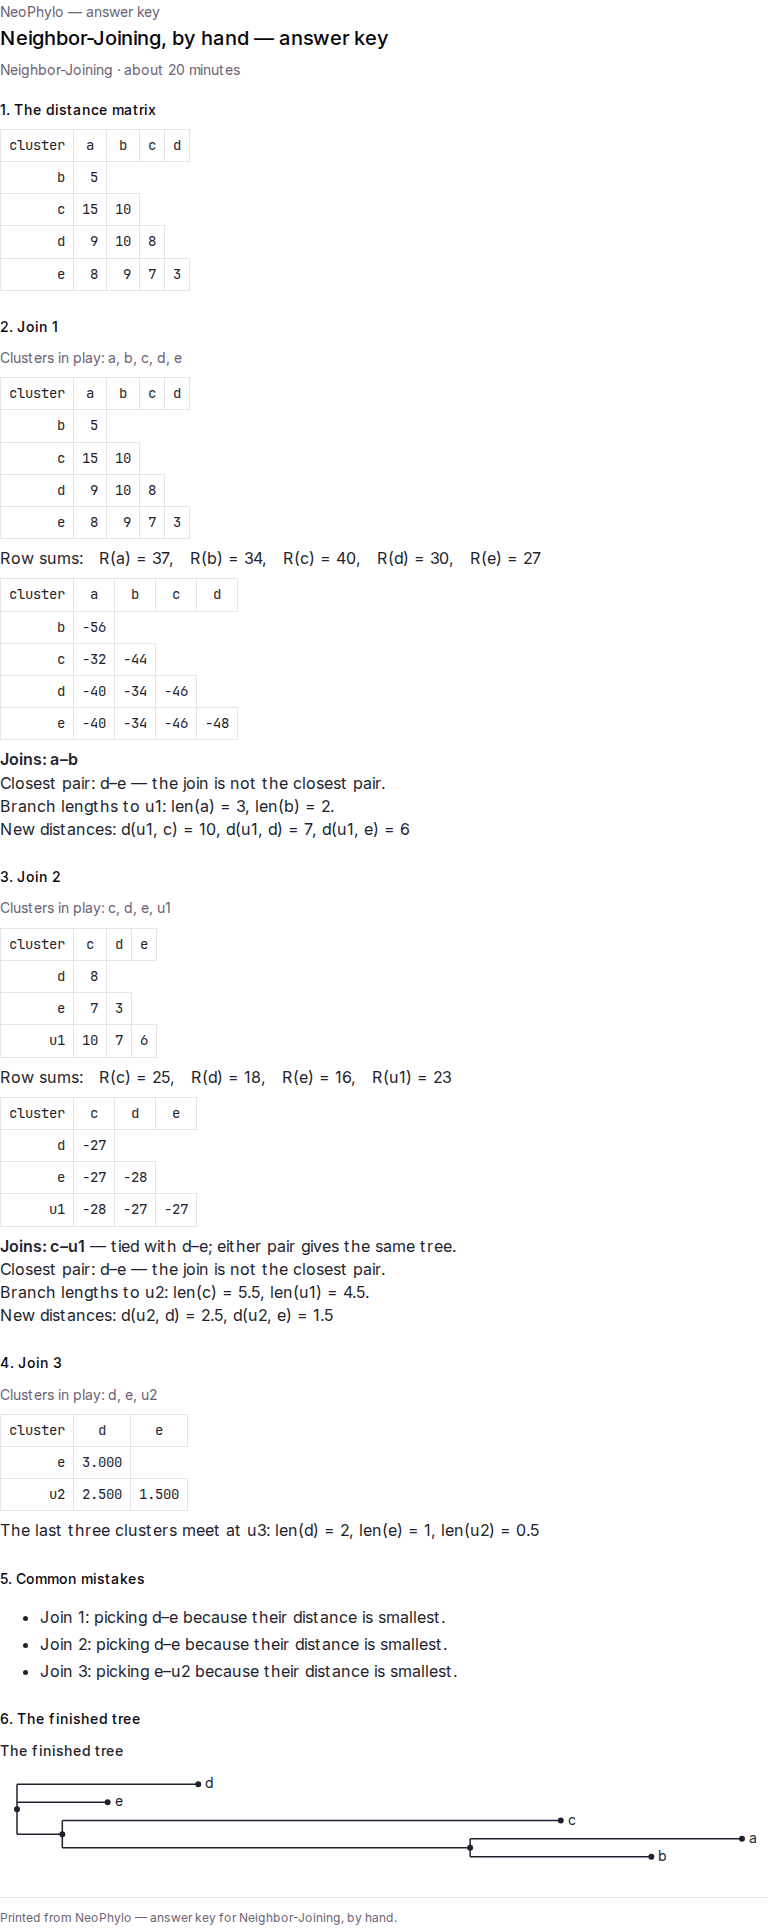 NeoPhylo — answer key
Neighbor-Joining, by hand — answer key
Neighbor-Joining · about 20 minutes
1. The distance matrix
cluster a b c d
b 5
c 15 10
d 9 10 8
e 8 9 7 3
2. Join 1
Clusters in play: a, b, c, d, e
cluster a b c d
b 5
c 15 10
d 9 10 8
e 8 9 7 3
Row sums: R(a) = 37, R(b) = 34, R(c) = 40, R(d) = 30, R(e) = 27
cluster a b c d
b -56
c -32 -44
d -40 -34 -46
e -40 -34 -46 -48
Joins: a–b
Closest pair: d–e — the join is not the closest pair.
Branch lengths to u1: len(a) = 3, len(b) = 2.
New distances: d(u1, c) = 10, d(u1, d) = 7, d(u1, e) = 6
3. Join 2
Clusters in play: c, d, e, u1
cluster c d e
d 8
e 7 3
u1 10 7 6
Row sums: R(c) = 25, R(d) = 18, R(e) = 16, R(u1) = 23
cluster c d e
d -27
e -27 -28
u1 -28 -27 -27
Joins: c–u1 — tied with d–e; either pair gives the same tree.
Closest pair: d–e — the join is not the closest pair.
Branch lengths to u2: len(c) = 5.5, len(u1) = 4.5.
New distances: d(u2, d) = 2.5, d(u2, e) = 1.5
4. Join 3
Clusters in play: d, e, u2
cluster d e
e 3.000
u2 2.500 1.500
The last three clusters meet at u3: len(d) = 2, len(e) = 1, len(u2) = 0.5
5. Common mistakes
• Join 1: picking d–e because their distance is smallest.
• Join 2: picking d–e because their distance is smallest.
• Join 3: picking e–u2 because their distance is smallest.
6. The finished tree
The finished tree
d
e
c
a
b
Printed from NeoPhylo — answer key for Neighbor-Joining, by hand.